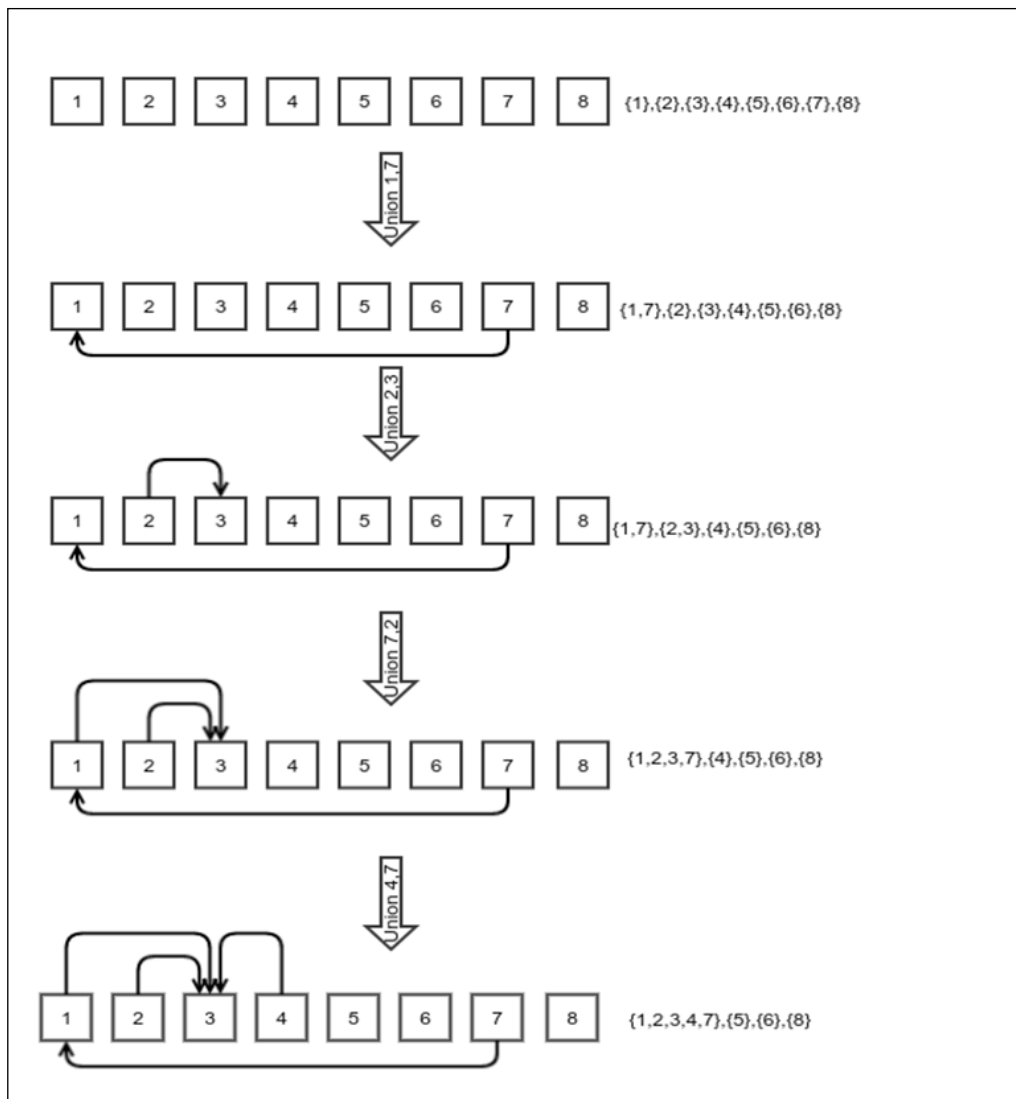 1 2 3 4 5 6 7 8 {1},{2},{3},{4},{5},{6},{7},{8}
Union 1,7
1 2 3 4 5 6 7 8 {1,7},{2},{3},{4},{5},{6},{8}
Union 2,3
1 2 3 4 5 6 7 8 {1,7},{2,3},{4},{5},{6},{8}
Union 7,2
1 2 3 4 5 6 7 8 {1,2,3,7},{4},{5},{6},{8}
Union 4,7
1 2 3 4 5 6 7 8 {1,2,3,4,7},{5},{6},{8}